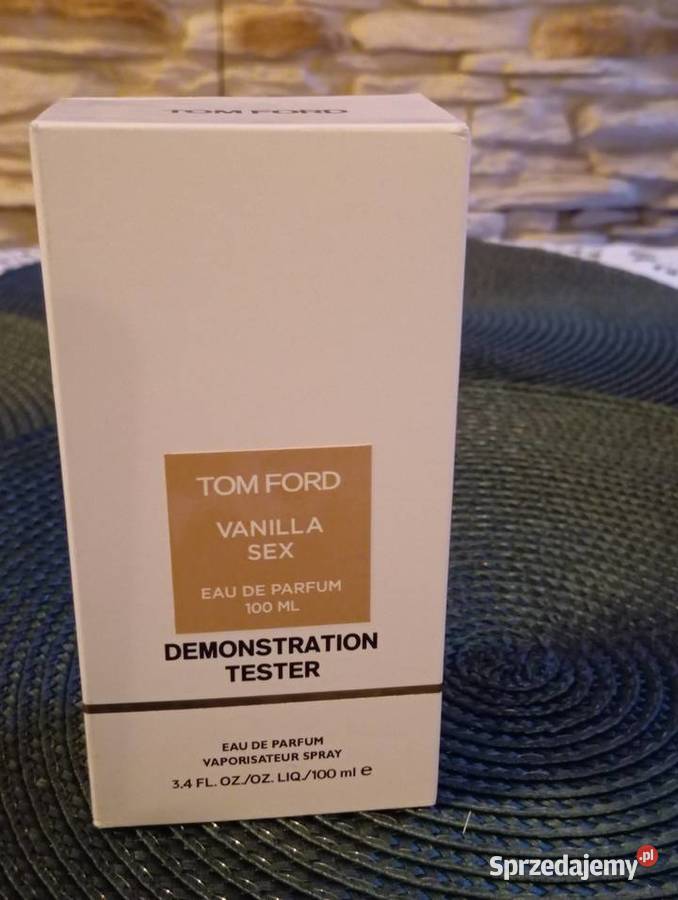 TOM FORD
TOM FORD
VANILLA
SEX
EAU DE PARFUM
100 ML
DEMONSTRATION
TESTER
EAU DE PARFUM
VAPORISATEUR SPRAY
3.4 FL. OZ./OZ. LIQ./100 ml e
Sprzedajemy.pl